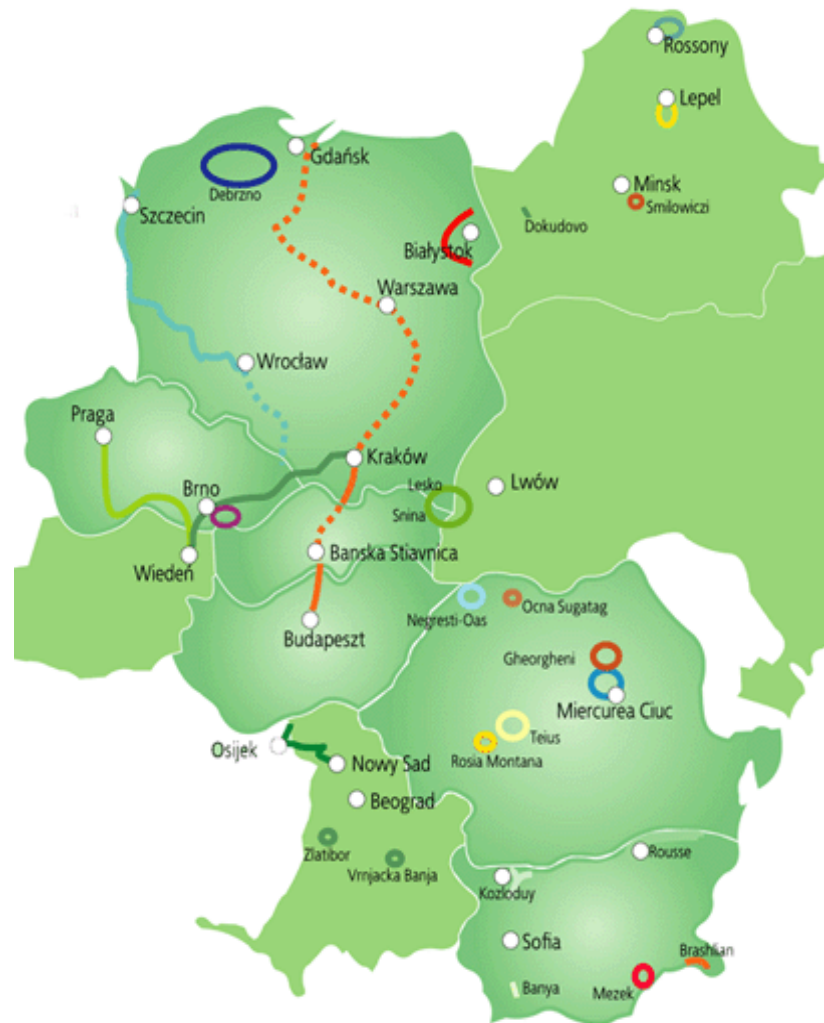 Rossony
Lepel
Gdańsk
Debrzno
Minsk
Smilowiczi
Szczecin
Dokudovo
Białystok
Warszawa
Wrocław
Praga
Kraków
Lesko
Lwów
Brno
Snina
Wiedeń
Banska Stiavnica
Ocna Sugatag
Negresti-Oas
Budapeszt
Gheorgheni
Miercurea Ciuc
Teius
Osijek
Rosia Montana
Nowy Sad
Beograd
Zlatibor
Rousse
Vrnjacka Banja
Kozloduy
Sofia
Brashlian
Banya
Mezek